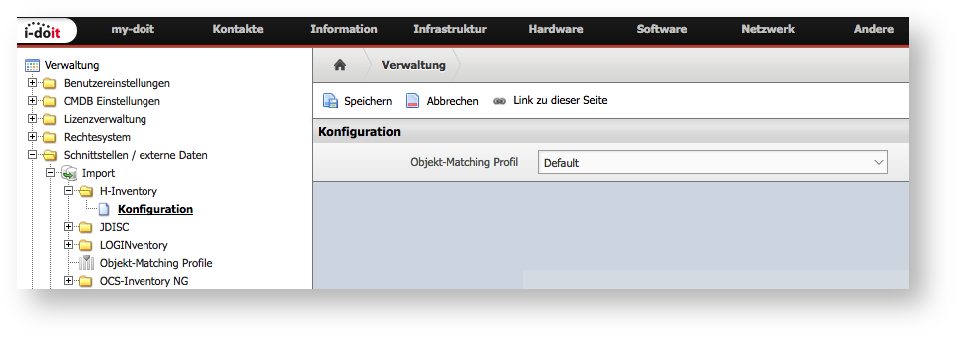 i-doit
my-doit Kontakte Information Infrastruktur Hardware Software Netzwerk Andere
Verwaltung
Benutzereinstellungen
CMDB Einstellungen
Lizenzverwaltung
Rechtesystem
Schnittstellen / externe Daten
Import
H-Inventory
Konfiguration
JDISC
LOGINventory
Objekt-Matching Profile
OCS-Inventory NG
Verwaltung
Speichern Abbrechen Link zu dieser Seite
Konfiguration
Objekt-Matching Profil Default